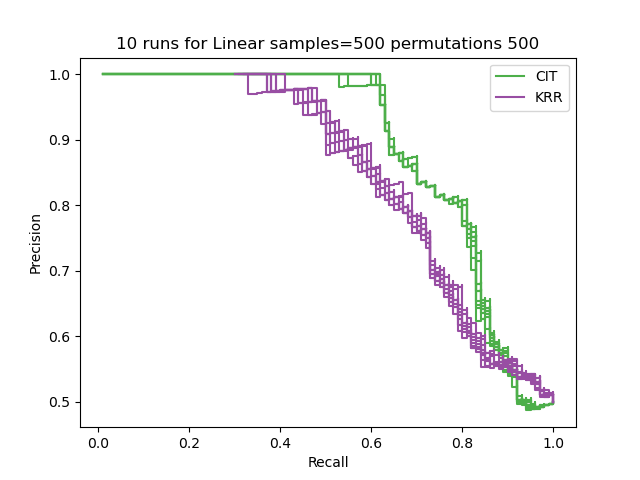 10 runs for Linear samples=500 permutations 500
CIT
KRR
1.0
0.9
0.8
0.7
0.6
0.5
Precision
0.0 0.2 0.4 0.6 0.8 1.0
Recall